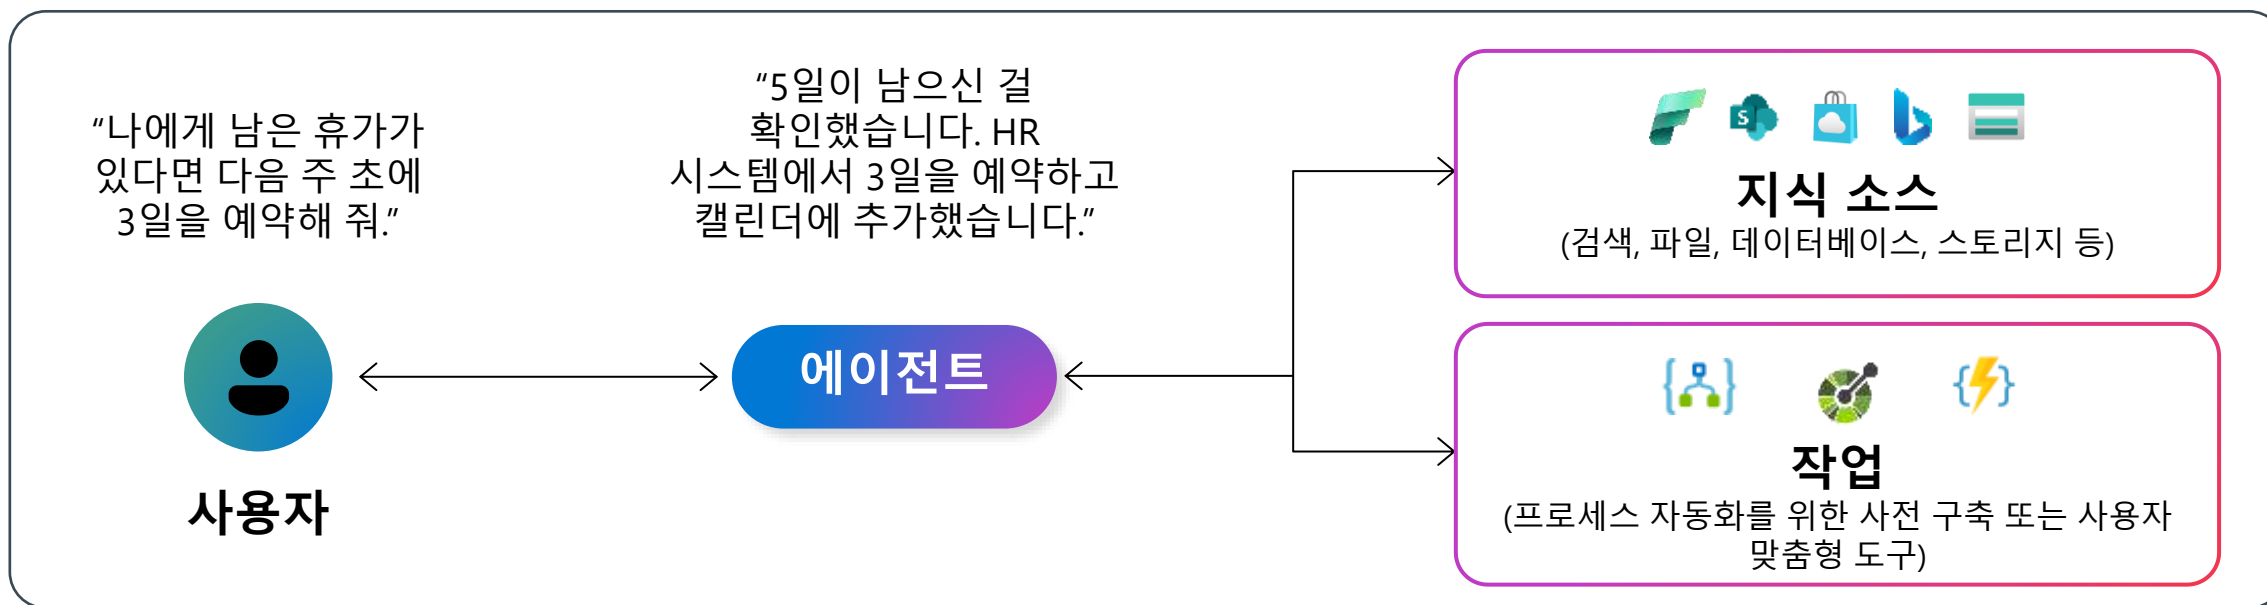 “나에게 남은 휴가가
있다면 다음 주 초에
3일을 예약해 줘.”
사용자
“5일이 남으신 걸
확인했습니다. HR
시스템에서 3일을 예약하고
캘린더에 추가했습니다.”
에이전트
지식 소스
(검색, 파일, 데이터베이스, 스토리지 등)
작업
(프로세스 자동화를 위한 사전 구축 또는 사용자
맞춤형 도구)